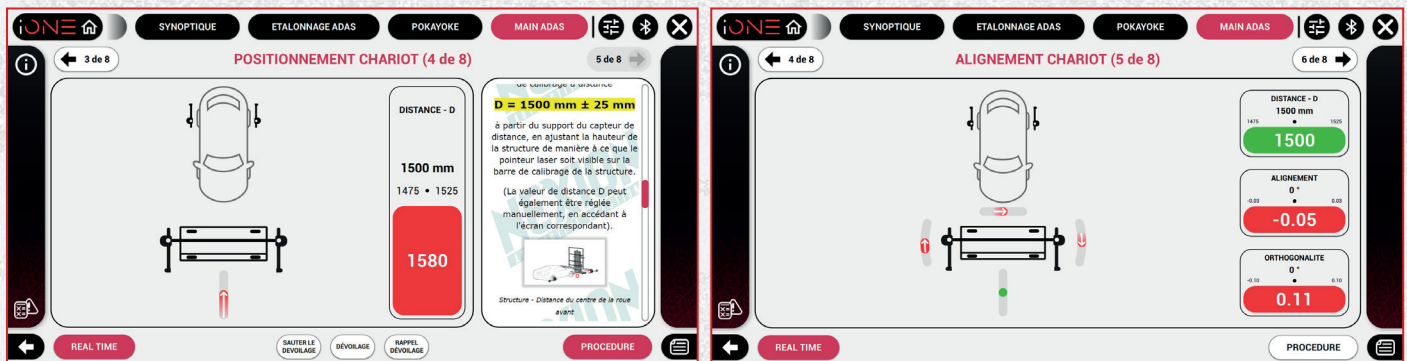 iONE
SYNOPTIQUE
ETALONNAGE ADAS
POKAYOKE
MAIN ADAS
3 de 8
POSITIONNEMENT CHARIOT (4 de 8)
5 de 8
DISTANCE - D
1500 mm
1475 • 1525
1580
de calibrage à distance
D = 1500 mm ± 25 mm
à partir du support du capteur de
distance, en ajustant la hauteur de
la structure de manière à ce que le
pointeur laser soit visible sur la
barre de calibrage de la structure.
(La valeur de distance D peut
également être réglée
manuellement, en accédant à
l'écran correspondant).
Structure - Distance du centre de la roue
avant
REAL TIME
SAUTER LE
DEVOILAGE
DÉVOILAGE
RAPPEL
DÉVOILAGE
PROCEDURE
iONE
SYNOPTIQUE
ETALONNAGE ADAS
POKAYOKE
MAIN ADAS
4 de 8
ALIGNEMENT CHARIOT (5 de 8)
6 de 8
DISTANCE - D
1500 mm
1475 • 1525
1500
ALIGNEMENT
0 °
-0.03 • 0.03
-0.05
ORTHOGONALITE
0 °
-0.10 • 0.10
0.11
REAL TIME
PROCEDURE